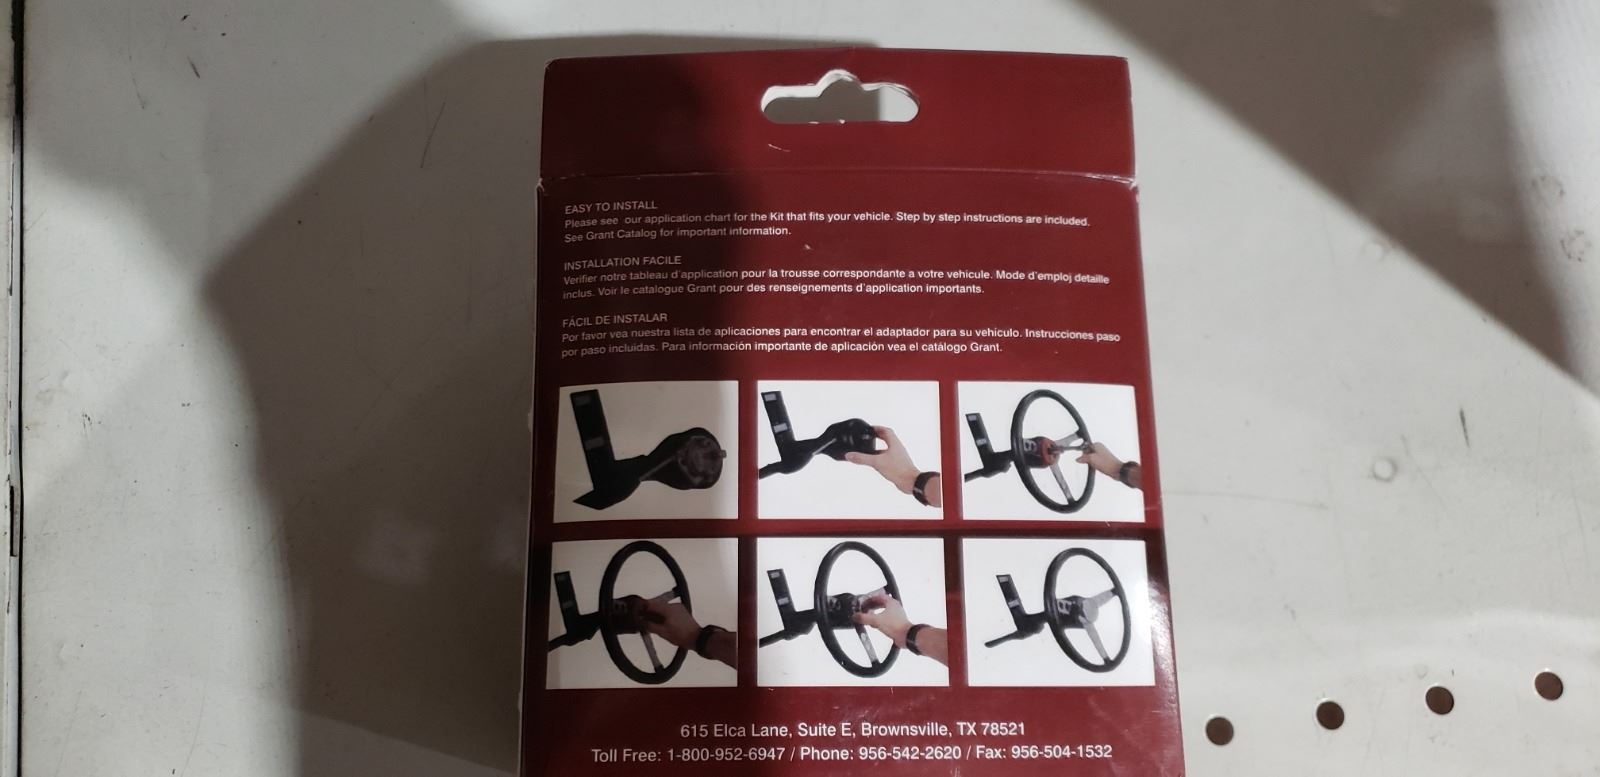 EASY TO INSTALL
Please see our application chart for the Kit that fits your vehicle. Step by step instructions are included.
See Grant Catalog for important information.
INSTALLATION FACILE
Verifier notre tableau d'application pour la trousse correspondante a votre vehicule. Mode d'emploj detaille
inclus. Voir le catalogue Grant pour des renseignements d'application importants.
FÁCIL DE INSTALAR
Por favor vea nuestra lista de aplicaciones para encontrar el adaptador para su vehiculo. Instrucciones paso
por paso incluidas. Para información importante de aplicación vea el catálogo Grant.
615 Elca Lane, Suite E, Brownsville, TX 78521
Toll Free: 1-800-952-6947 / Phone: 956-542-2620 / Fax: 956-504-1532